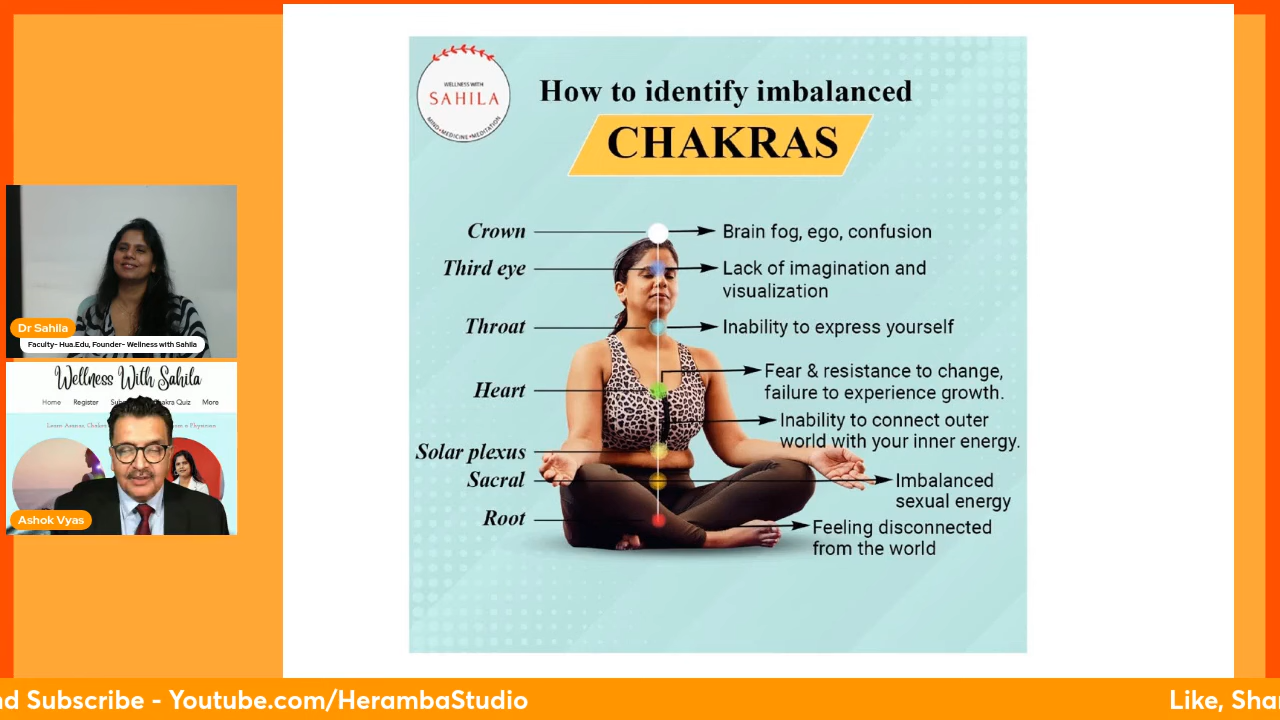 WELLNESS WITH
SAHILA
MIND•MEDICINE•MEDITATION
How to identify imbalanced
CHAKRAS
Crown
Brain fog, ego, confusion
Third eye
Lack of imagination and
visualization
Throat
Inability to express yourself
Heart
Fear & resistance to change,
failure to experience growth.
Solar plexus
Inability to connect outer
world with your inner energy.
Sacral
Imbalanced
sexual energy
Root
Feeling disconnected
from the world
Dr Sahila
Faculty- Hua.Edu, Founder- Wellness with Sahila
Wellness With Sahila
Home Register Quiz More
Ashok Vyas
nd Subscribe - Youtube.com/HerambaStudio
Like, Shar